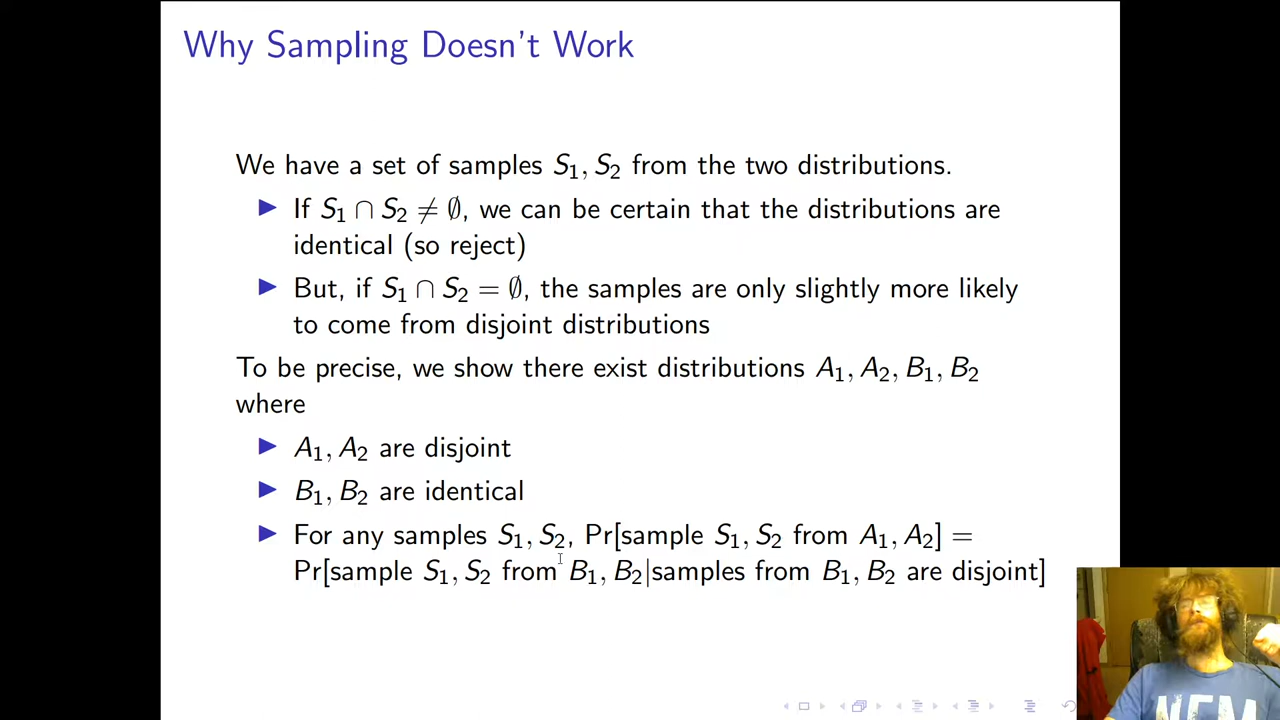 Why Sampling Doesn't Work
We have a set of samples S₁, S₂ from the two distributions.
▶ If S₁ ∩ S₂ ≠ ∅, we can be certain that the distributions are
identical (so reject)
▶ But, if S₁ ∩ S₂ = ∅, the samples are only slightly more likely
to come from disjoint distributions
To be precise, we show there exist distributions A₁, A₂, B₁, B₂
where
▶ A₁, A₂ are disjoint
▶ B₁, B₂ are identical
▶ For any samples S₁, S₂, Pr[sample S₁, S₂ from A₁, A₂] =
Pr[sample S₁, S₂ from B₁, B₂|samples from B₁, B₂ are disjoint]